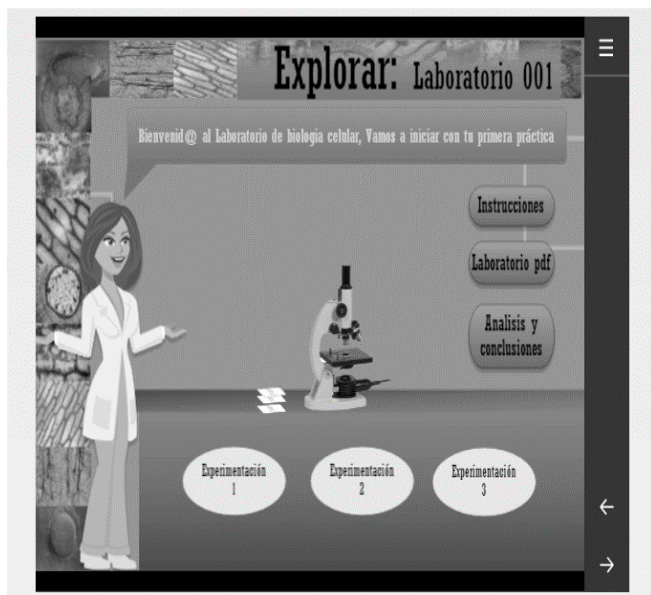 Explorar: Laboratorio 001
Bienvenid@ al Laboratorio de biologia celular, Vamos a iniciar con tu primera práctica
Instrucciones
Laboratorio pdf
Analisis y
conclusiones
Experimentación
1
Experimentación
2
Experimentación
3